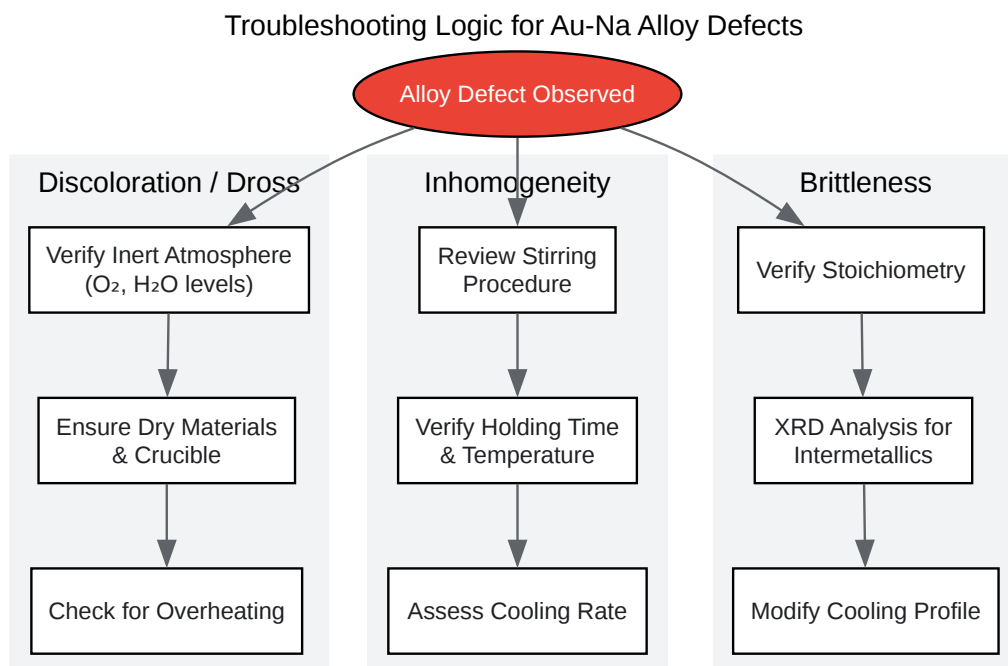 Troubleshooting Logic for Au-Na Alloy Defects
Alloy Defect Observed
Discoloration / Dross
Verify Inert Atmosphere
(O₂, H₂O levels)
Ensure Dry Materials
& Crucible
Check for Overheating
Inhomogeneity
Review Stirring
Procedure
Verify Holding Time
& Temperature
Assess Cooling Rate
Brittleness
Verify Stoichiometry
XRD Analysis for
Intermetallics
Modify Cooling Profile